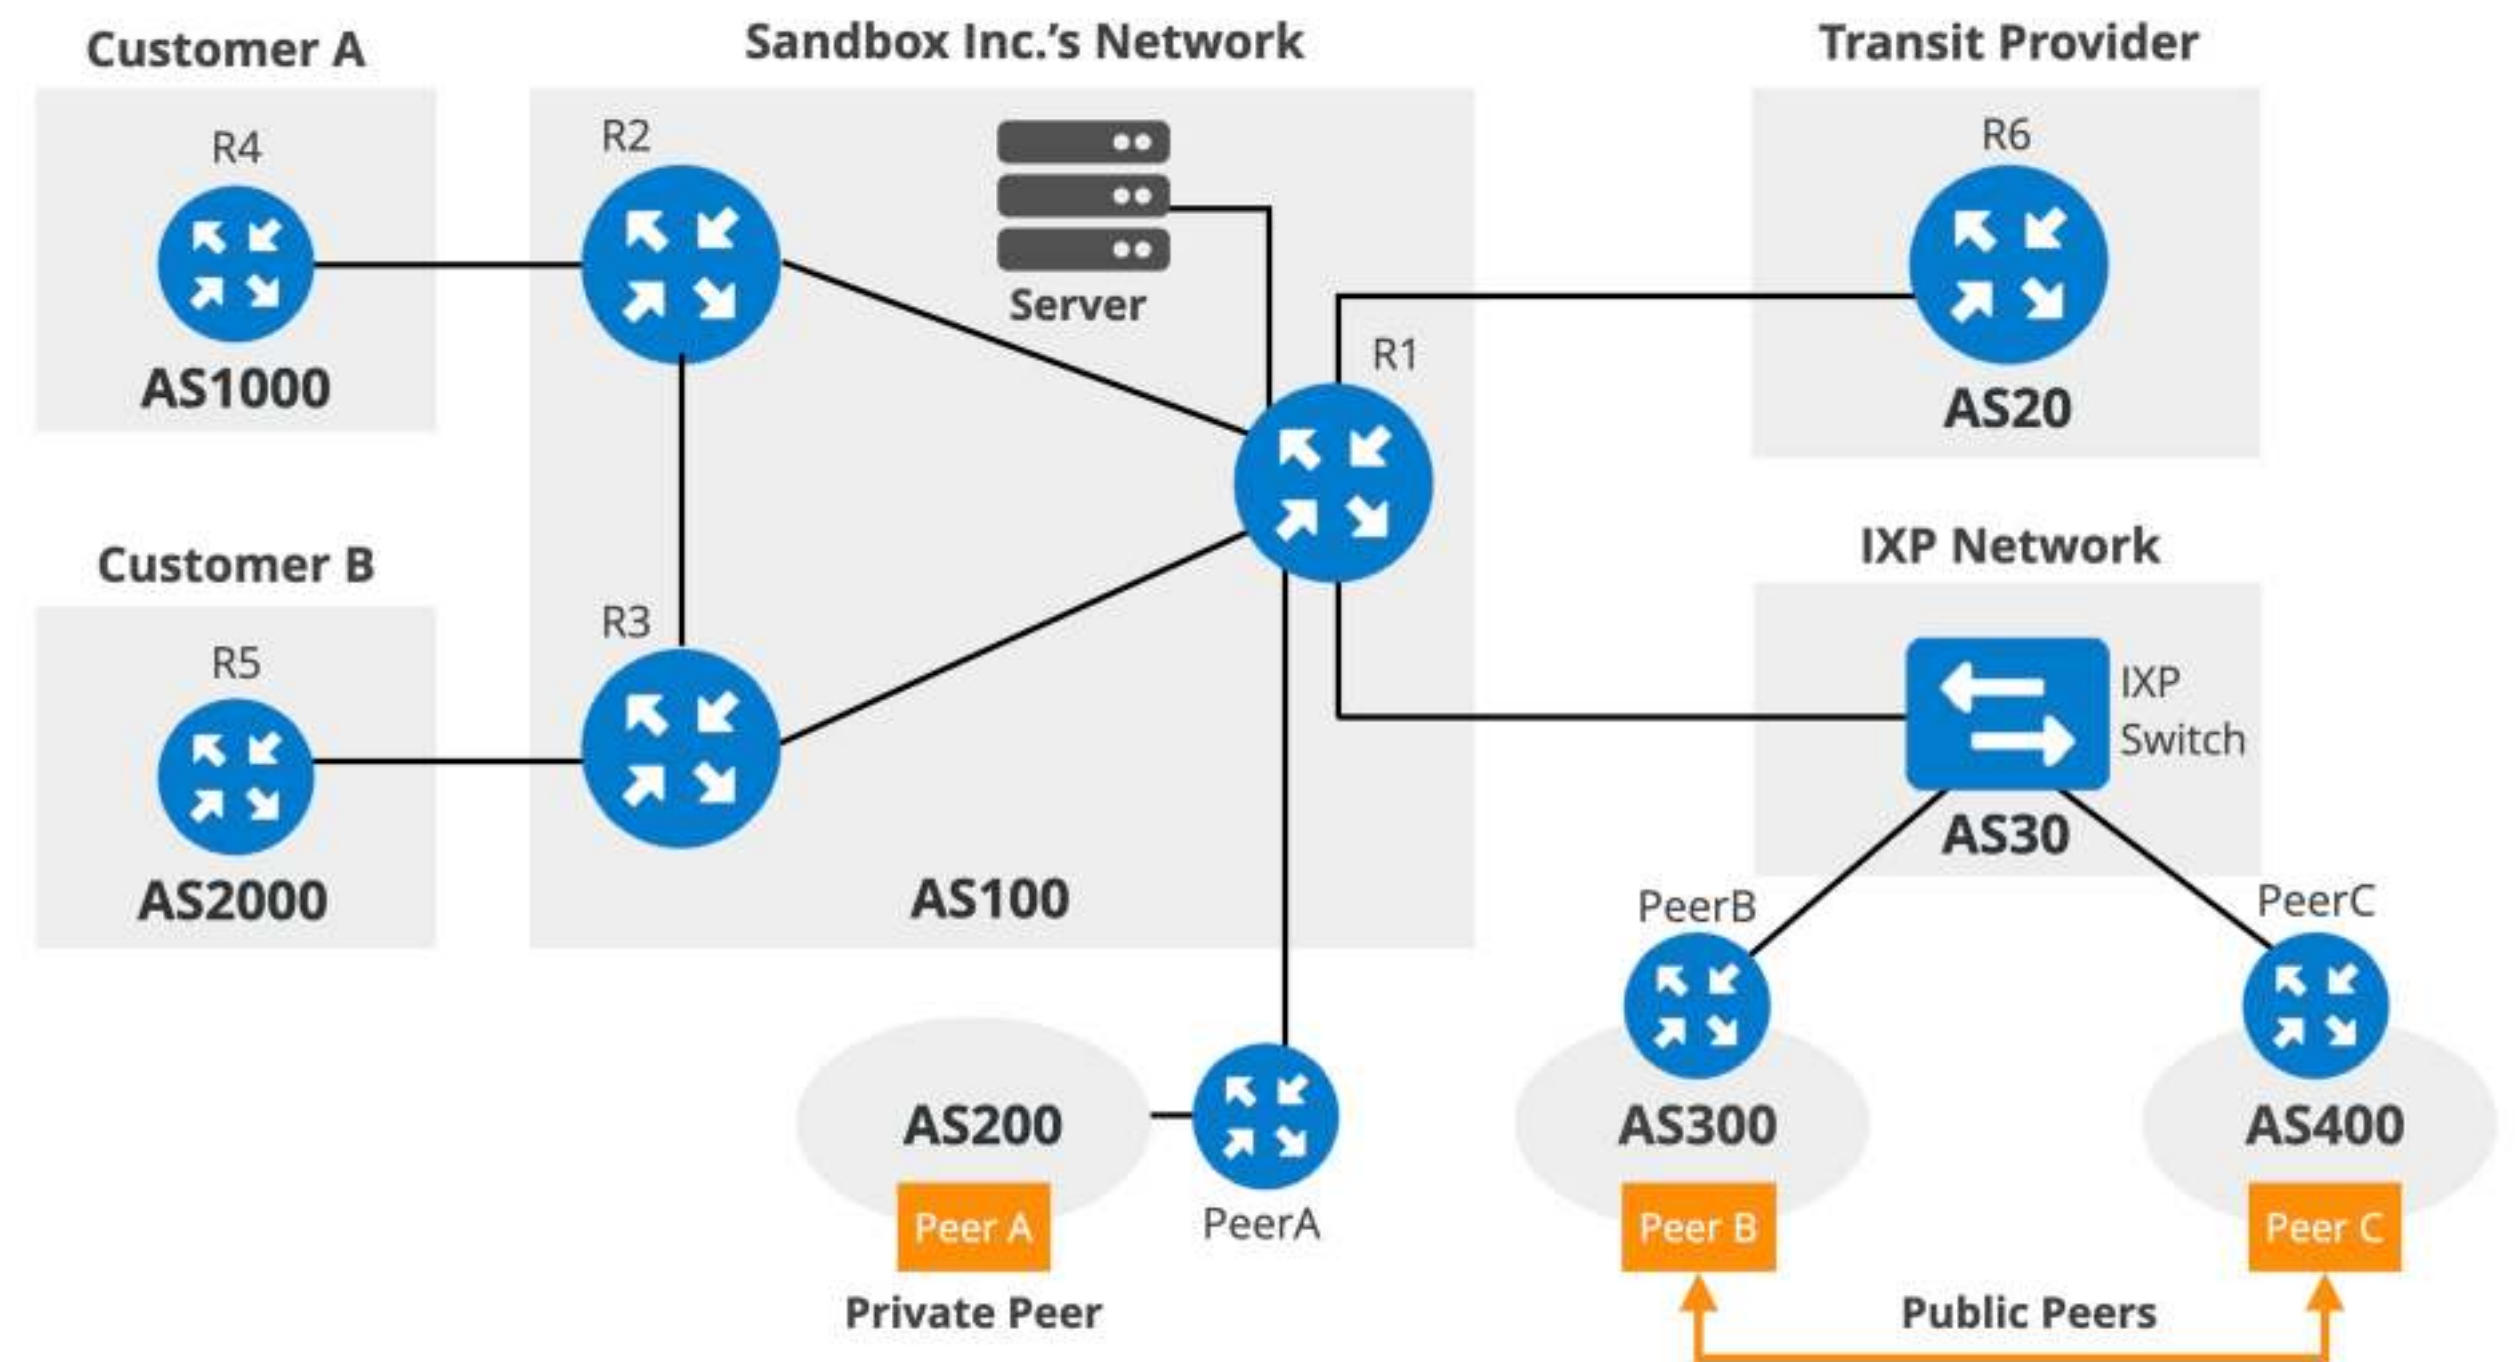 Customer A
R4
AS1000
Customer B
R5
AS2000
Sandbox Inc.’s Network
R2
Server
R1
R3
AS100
Transit Provider
R6
AS20
IXP Network
IXP
Switch
AS30
PeerB
PeerC
AS200
Peer A
PeerA
Private Peer
AS300
Peer B
AS400
Peer C
Public Peers